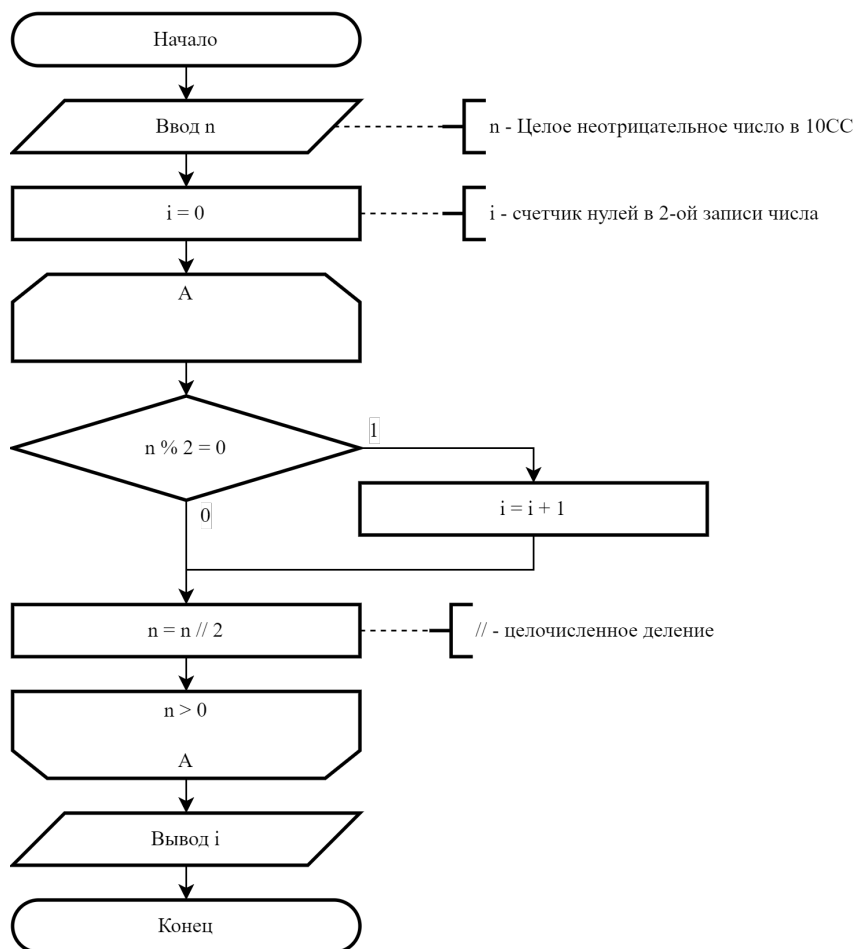 Начало
Ввод n
n - Целое неотрицательное число в 10СС
i = 0
i - счетчик нулей в 2-ой записи числа
А
n % 2 = 0
1
0
i = i + 1
n = n // 2
// - целочисленное деление
n > 0
А
Вывод i
Конец